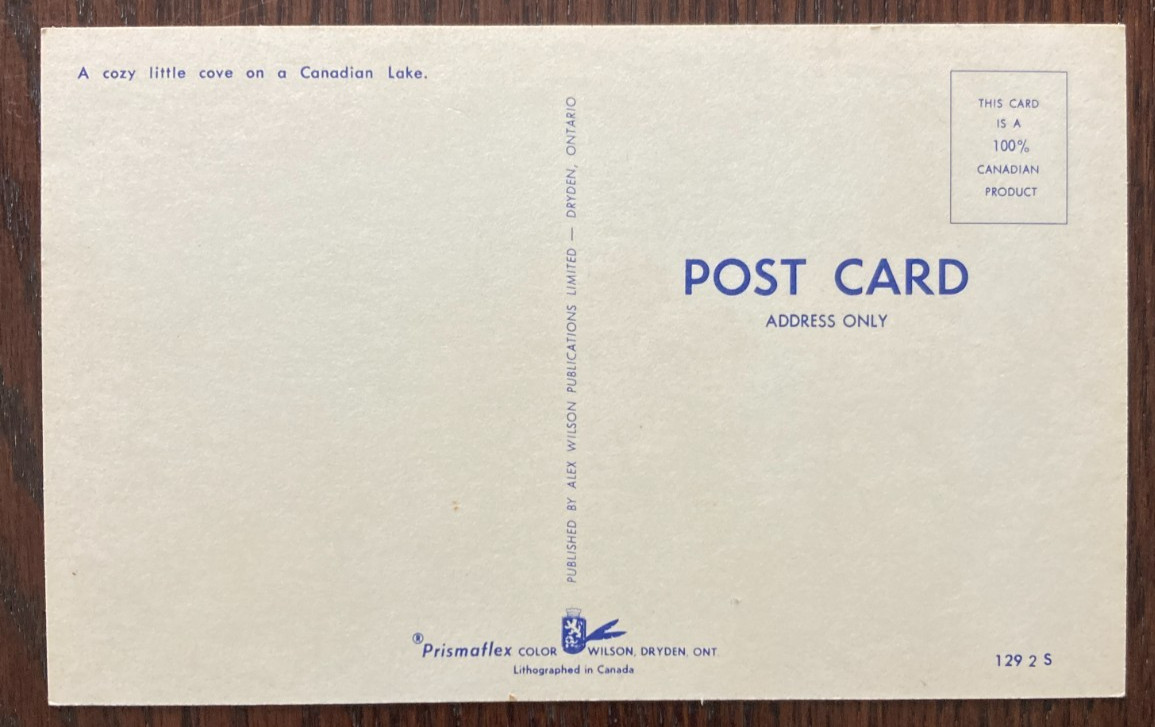 A cozy little cove on a Canadian Lake.
PUBLISHED BY ALEX WILSON PUBLICATIONS LIMITED — DRYDEN, ONTARIO
THIS CARD
IS A
100%
CANADIAN
PRODUCT
POST CARD
ADDRESS ONLY
®Prismaflex COLOR WILSON, DRYDEN, ONT.
Lithographed in Canada
129 2 S